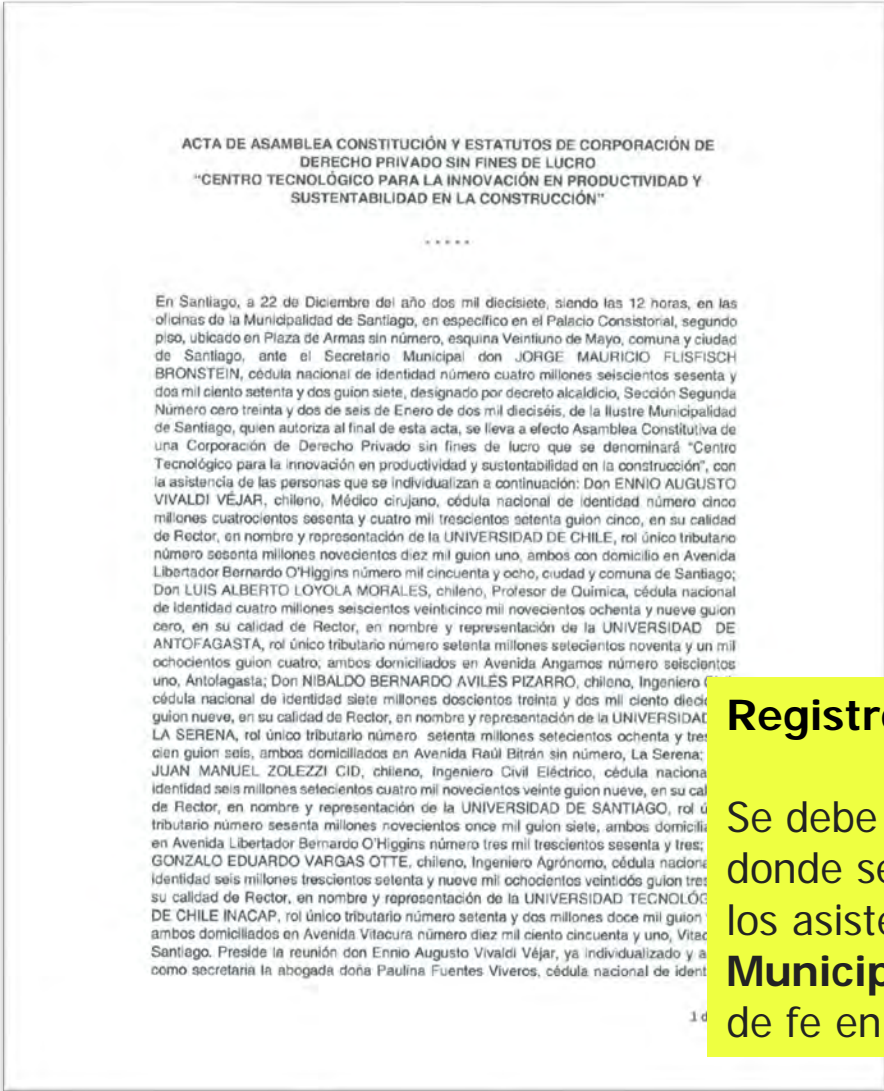 ACTA DE ASAMBLEA CONSTITUCIÓN Y ESTATUTOS DE CORPORACIÓN DE
DERECHO PRIVADO SIN FINES DE LUCRO
"CENTRO TECNOLÓGICO PARA LA INNOVACIÓN EN PRODUCTIVIDAD Y
SUSTENTABILIDAD EN LA CONSTRUCCIÓN"
.....
En Santiago, a 22 de Diciembre del año dos mil diecisiete, siendo las 12 horas, en las
oficinas de la Municipalidad de Santiago, en específico en el Palacio Consistorial, segundo
piso, ubicado en Plaza de Armas sin número, esquina Veintiuno de Mayo, comuna y ciudad
de Santiago, ante el Secretario Municipal don JORGE MAURICIO FLISFISCH
BRONSTEIN, cédula nacional de identidad número cuatro millones seiscientos sesenta y
dos mil ciento setenta y dos guion siete, designado por decreto alcaldicio, Sección Segunda
Número cero treinta y dos de seis de Enero de dos mil dieciséis, de la Ilustre Municipalidad
de Santiago, quien autoriza al final de esta acta, se lleva a efecto Asamblea Constitutiva de
una Corporación de Derecho Privado sin fines de lucro que se denominará "Centro
Tecnológico para la innovación en productividad y sustentabilidad en la construcción", con
la asistencia de las personas que se individualizan a continuación: Don ENNIO AUGUSTO
VIVALDI VÉJAR, chileno, Médico cirujano, cédula nacional de identidad número cinco
millones cuatrocientos sesenta y cuatro mil trescientos setenta guion cinco, en su calidad
de Rector, en nombre y representación de la UNIVERSIDAD DE CHILE, rol único tributario
número sesenta millones novecientos diez mil guion uno, ambos con domicilio en Avenida
Libertador Bernardo O'Higgins número mil cincuenta y ocho, ciudad y comuna de Santiago;
Don LUIS ALBERTO LOYOLA MORALES, chileno, Profesor de Química, cédula nacional
de identidad cuatro millones seiscientos veinticinco mil novecientos ochenta y nueve guion
cero, en su calidad de Rector, en nombre y representación de la UNIVERSIDAD DE
ANTOFAGASTA, rol único tributario número setenta millones setecientos noventa y un mil
ochocientos guion cuatro, ambos domiciliados en Avenida Angamos número seiscientos
uno, Antofagasta; Don NIBALDO BERNARDO AVILÉS PIZARRO, chileno, Ingeniero
cédula nacional de identidad siete millones doscientos treinta y dos mil ciento dieci
guion nueve, en su calidad de Rector, en nombre y representación de la UNIVERSIDAD
LA SERENA, rol único tributario número setenta millones setecientos ochenta y tres
cien guion seis, ambos domiciliados en Avenida Raúl Bitrán sin número, La Serena;
JUAN MANUEL ZOLEZZI CID, chileno, Ingeniero Civil Eléctrico, cédula naciona
identidad seis millones setecientos cuatro mil novecientos veinte guion nueve, en su cal
de Rector, en nombre y representación de la UNIVERSIDAD DE SANTIAGO, rol ú
tributario número sesenta millones novecientos once mil guion siete, ambos domicilia
en Avenida Libertador Bernardo O'Higgins número tres mil trescientos sesenta y tres;
GONZALO EDUARDO VARGAS OTTE, chileno, Ingeniero Agrónomo, cédula naciona
identidad seis millones trescientos setenta y nueve mil ochocientos veintidós guion tres
su calidad de Rector, en nombre y representación de la UNIVERSIDAD TECNOLÓG
DE CHILE INACAP, rol único tributario número setenta y dos millones doce mil guion
ambos domiciliados en Avenida Vitacura número diez mil ciento cincuenta y uno, Vitac
Santiago. Preside la reunión don Ennio Augusto Vivaldi Véjar, ya individualizado y a
como secretaria la abogada doña Paulina Fuentes Viveros, cédula nacional de ident
1 d
Registr
Se debe
donde se
los asiste
Municip
de fe en